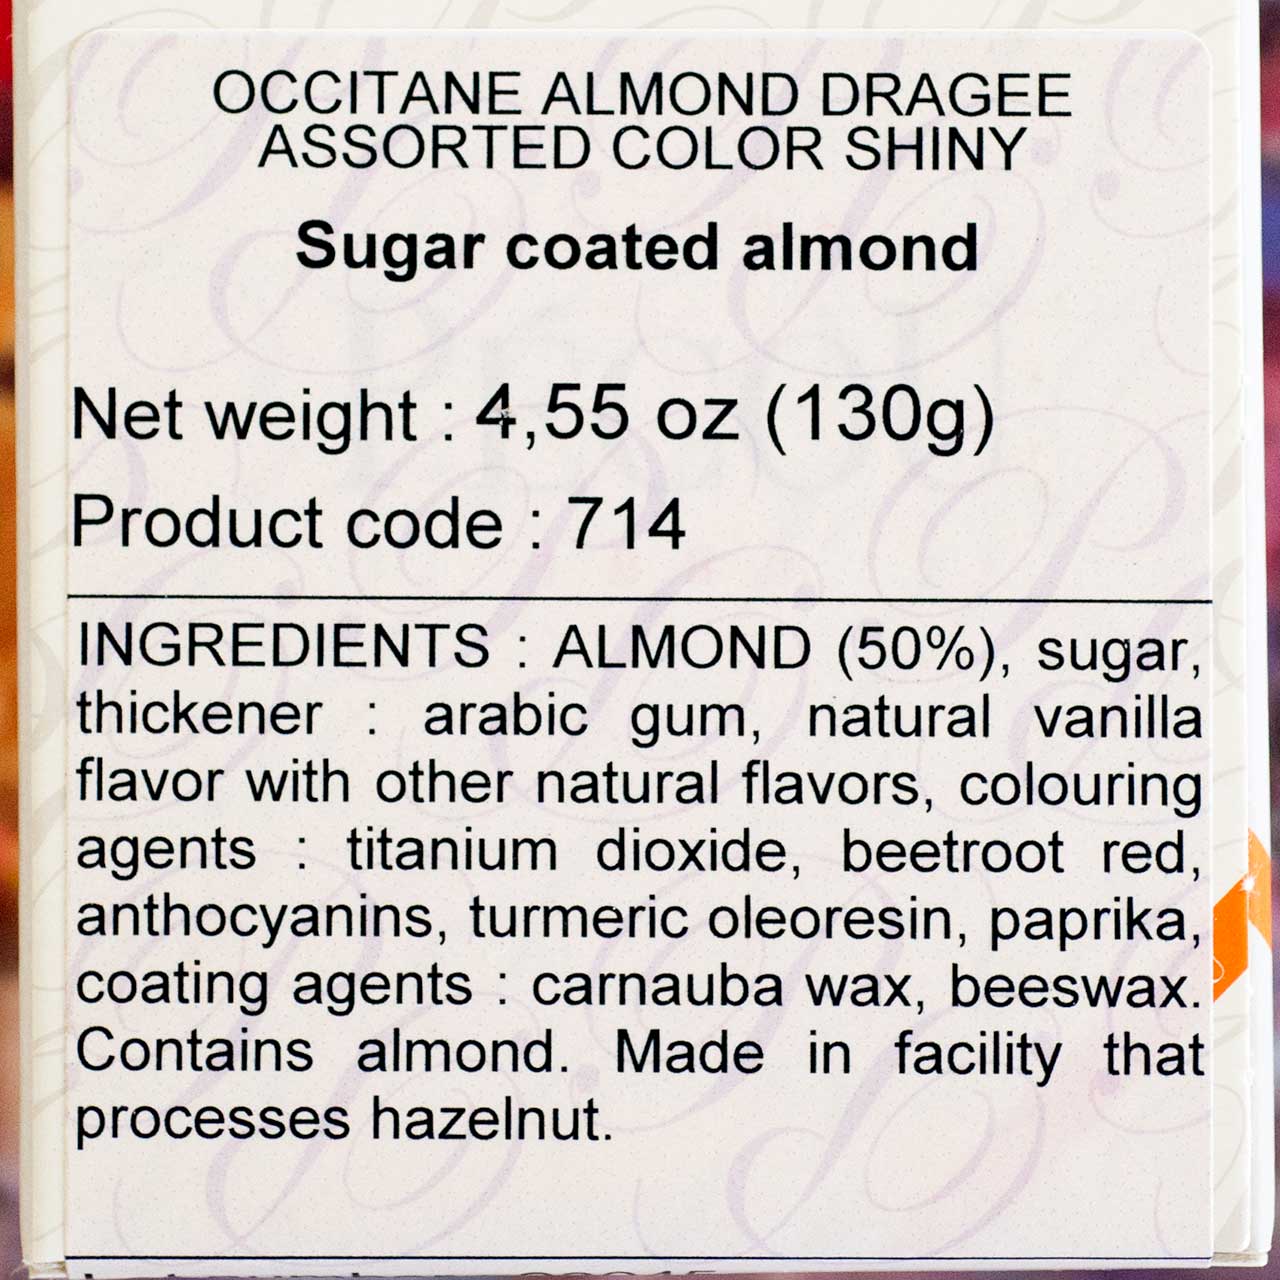 OCCITANE ALMOND DRAGEE
ASSORTED COLOR SHINY
Sugar coated almond
Net weight : 4,55 oz (130g)
Product code : 714
INGREDIENTS : ALMOND (50%), sugar,
thickener : arabic gum, natural vanilla
flavor with other natural flavors, colouring
agents : titanium dioxide, beetroot red,
anthocyanins, turmeric oleoresin, paprika,
coating agents : carnauba wax, beeswax.
Contains almond. Made in facility that
processes hazelnut.